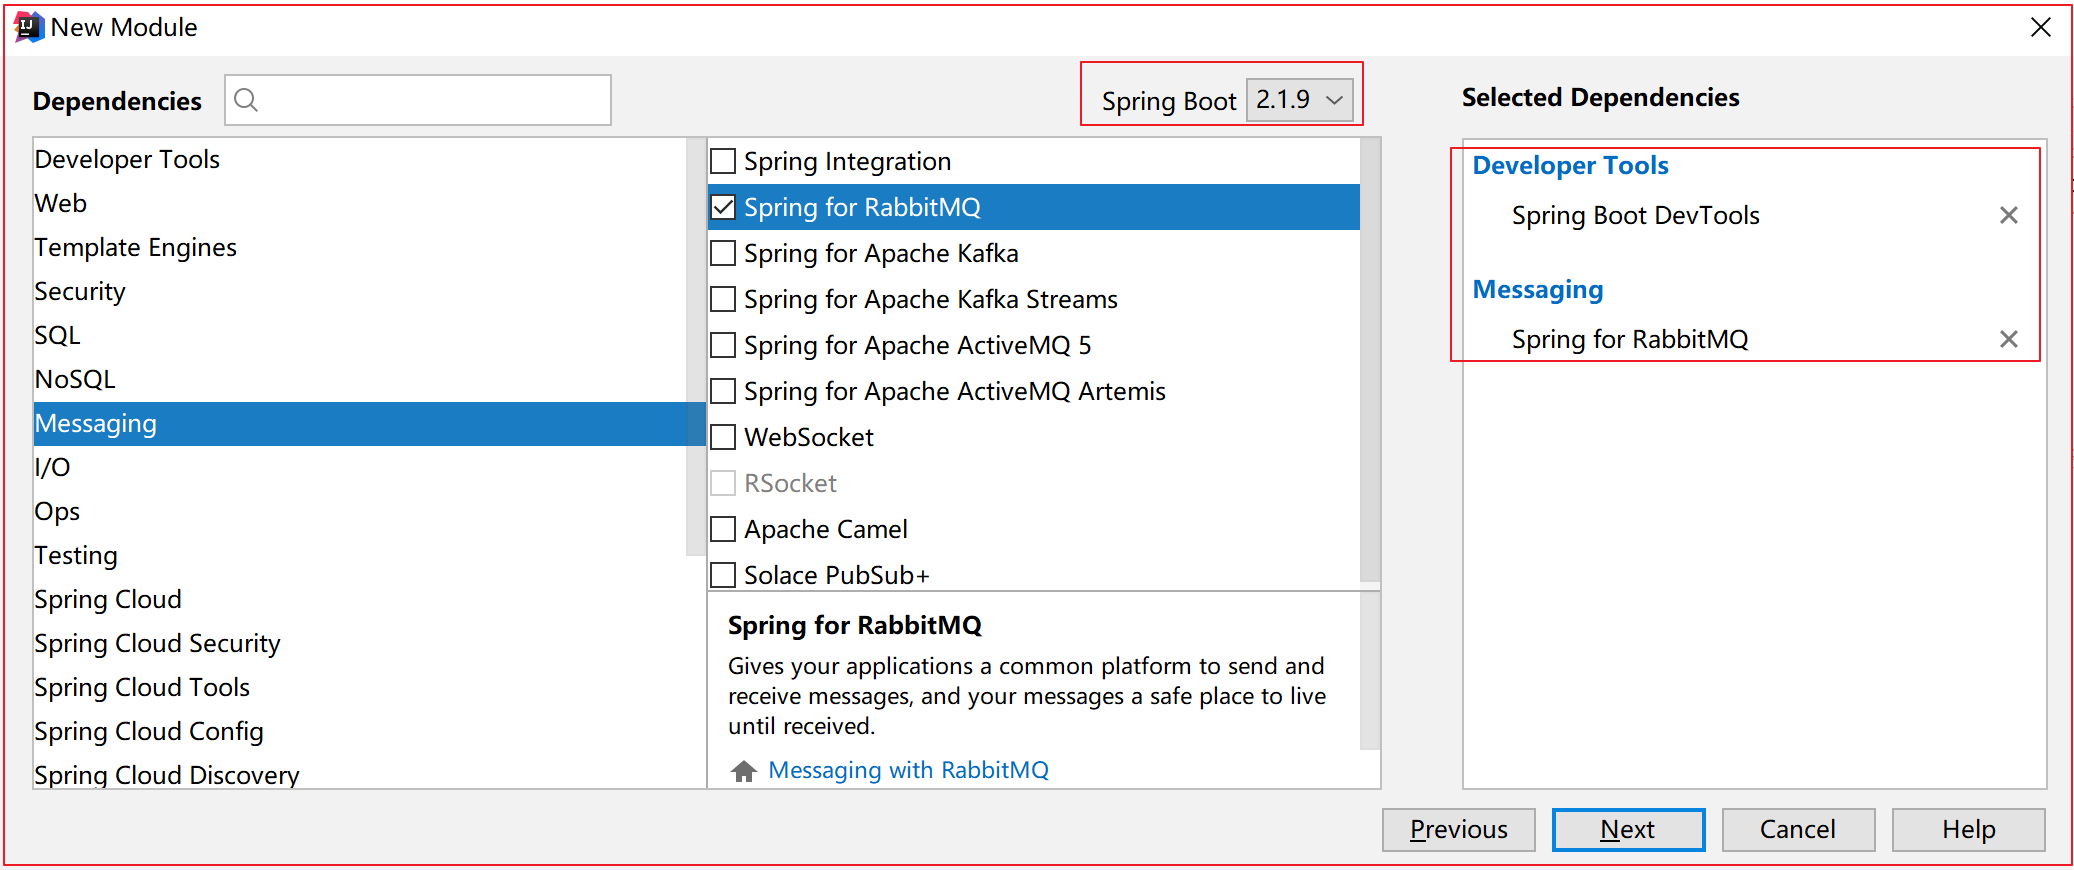 New Module
Dependencies
Spring Boot 2.1.9
Selected Dependencies
Developer Tools
Web
Template Engines
Security
SQL
NoSQL
Messaging
I/O
Ops
Testing
Spring Cloud
Spring Cloud Security
Spring Cloud Tools
Spring Cloud Config
Spring Cloud Discovery
Spring Integration
Spring for RabbitMQ
Spring for Apache Kafka
Spring for Apache Kafka Streams
Spring for Apache ActiveMQ 5
Spring for Apache ActiveMQ Artemis
WebSocket
RSocket
Apache Camel
Solace PubSub+
Spring for RabbitMQ
Gives your applications a common platform to send and
receive messages, and your messages a safe place to live
until received.
Messaging with RabbitMQ
Developer Tools
Spring Boot DevTools
Messaging
Spring for RabbitMQ
Previous
Next
Cancel
Help